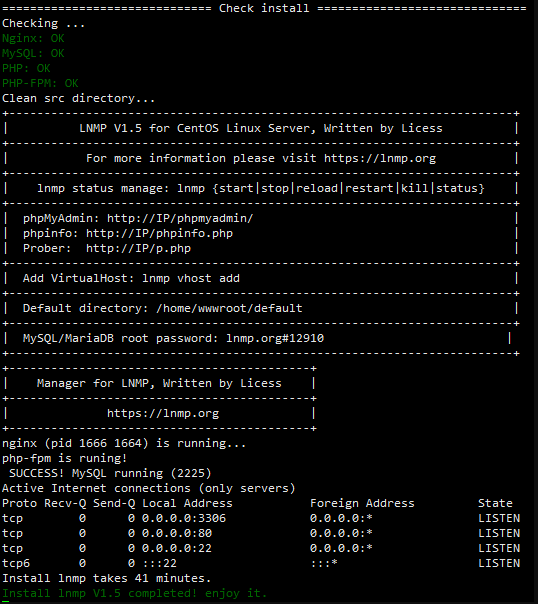 ============================== Check install ==============================
Checking ...
Nginx: OK
MySQL: OK
PHP: OK
PHP-FPM: OK
Clean src directory...
+------------------------------------------------------------------------+
|          LNMP V1.5 for CentOS Linux Server, Written by Licess          |
+------------------------------------------------------------------------+
|           For more information please visit https://lnmp.org           |
+------------------------------------------------------------------------+
|    lnmp status manage: lnmp {start|stop|reload|restart|kill|status}    |
+------------------------------------------------------------------------+
|  phpMyAdmin: http://IP/phpmyadmin/                                     |
|  phpinfo: http://IP/phpinfo.php                                        |
|  Prober:  http://IP/p.php                                              |
+------------------------------------------------------------------------+
|  Add VirtualHost: lnmp vhost add                                       |
+------------------------------------------------------------------------+
|  Default directory: /home/wwwroot/default                              |
+------------------------------------------------------------------------+
|  MySQL/MariaDB root password: lnmp.org#12910                          |
+------------------------------------------------------------------------+
+-------------------------------------------+
|    Manager for LNMP, Written by Licess    |
+-------------------------------------------+
|              https://lnmp.org             |
+-------------------------------------------+
nginx (pid 1666 1664) is running...
php-fpm is runing!
 SUCCESS! MySQL running (2225)
Active Internet connections (only servers)
Proto Recv-Q Send-Q Local Address           Foreign Address         State
tcp        0      0 0.0.0.0:3306            0.0.0.0:*               LISTEN
tcp        0      0 0.0.0.0:80              0.0.0.0:*               LISTEN
tcp        0      0 0.0.0.0:22              0.0.0.0:*               LISTEN
tcp6       0      0 :::22                   :::*                    LISTEN
Install lnmp takes 41 minutes.
Install lnmp V1.5 completed! enjoy it.